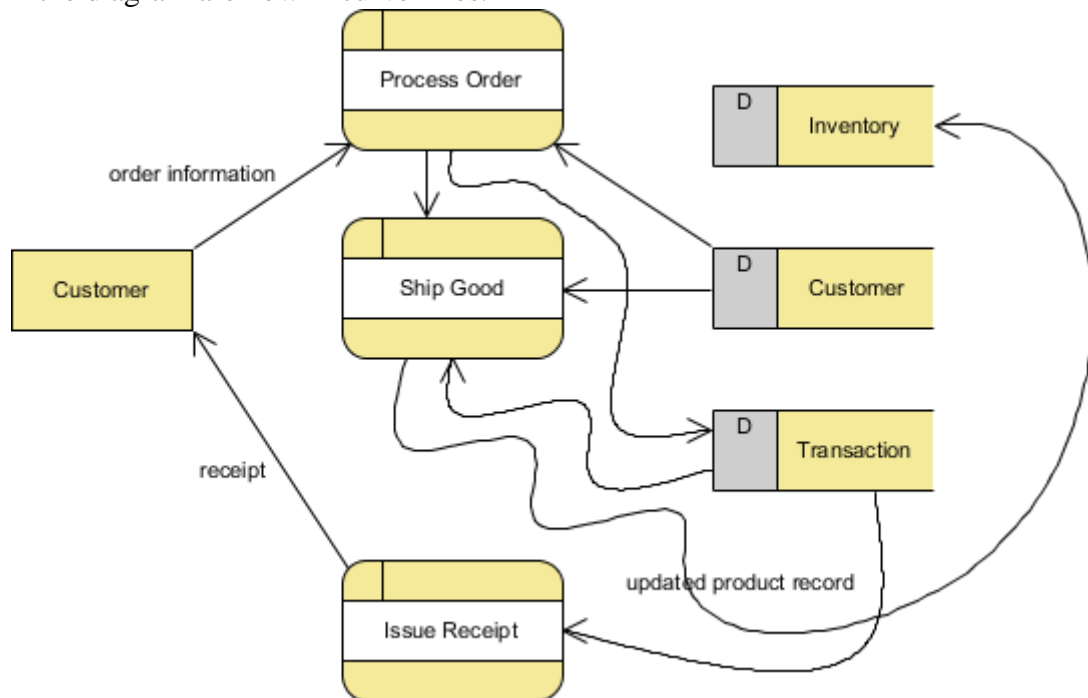 Process Order
D
Inventory
order information
Customer
Ship Good
D
Customer
D
Transaction
receipt
updated product record
Issue Receipt